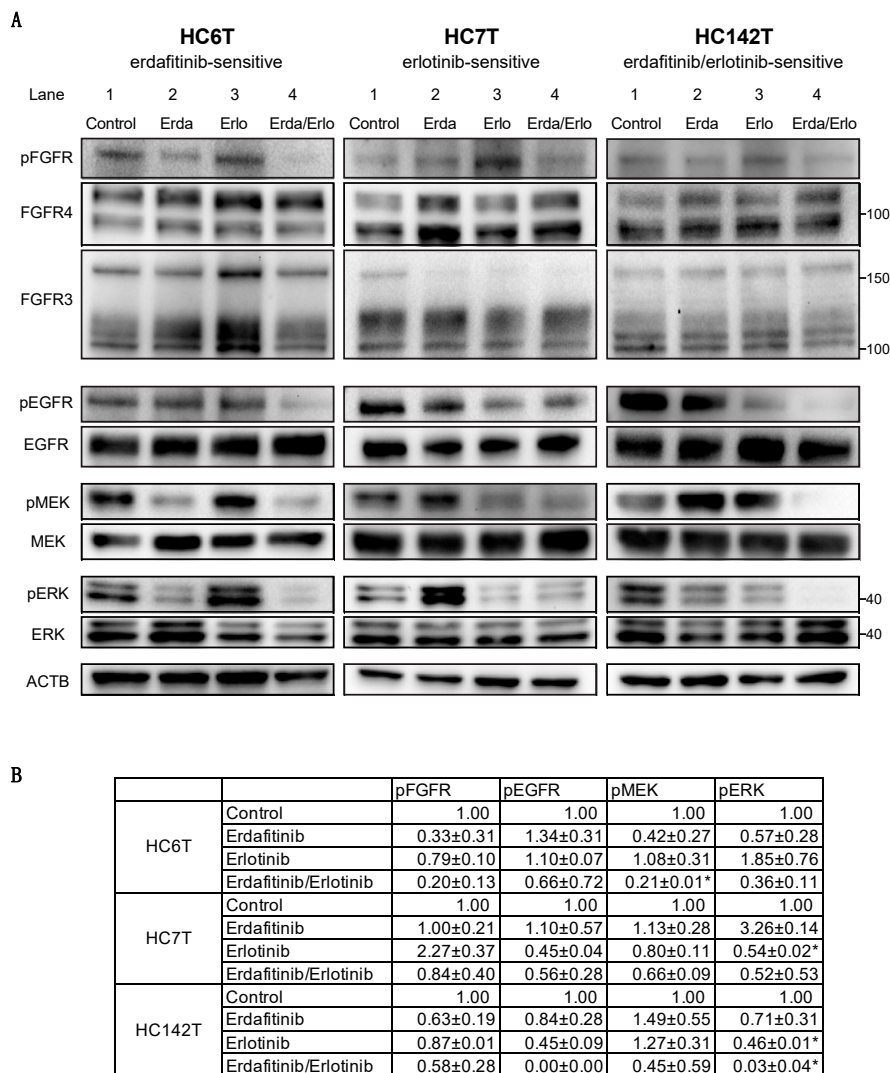 A
HC6T HC7T HC142T
erdafitinib-sensitive erlotinib-sensitive erdafitinib/erlotinib-sensitive
Lane 1 2 3 4 1 2 3 4 1 2 3 4
Control Erda Erlo Erda/Erlo Control Erda Erlo Erda/Erlo Control Erda Erlo Erda/Erlo
pFGFR
FGFR4 -100
FGFR3 -150
-100
pEGFR
EGFR
pMEK
MEK
pERK -40
ERK -40
ACTB
B
pFGFR pEGFR pMEK pERK
HC6T
Control 1.00 1.00 1.00 1.00
Erdafitinib 0.33±0.31 1.34±0.31 0.42±0.27 0.57±0.28
Erlotinib 0.79±0.10 1.10±0.07 1.08±0.31 1.85±0.76
Erdafitinib/Erlotinib 0.20±0.13 0.66±0.72 0.21±0.01* 0.36±0.11
HC7T
Control 1.00 1.00 1.00 1.00
Erdafitinib 1.00±0.21 1.10±0.57 1.13±0.28 3.26±0.14
Erlotinib 2.27±0.37 0.45±0.04 0.80±0.11 0.54±0.02*
Erdafitinib/Erlotinib 0.84±0.40 0.56±0.28 0.66±0.09 0.52±0.53
HC142T
Control 1.00 1.00 1.00 1.00
Erdafitinib 0.63±0.19 0.84±0.28 1.49±0.55 0.71±0.31
Erlotinib 0.87±0.01 0.45±0.09 1.27±0.31 0.46±0.01*
Erdafitinib/Erlotinib 0.58±0.28 0.00±0.00 0.45±0.59 0.03±0.04*